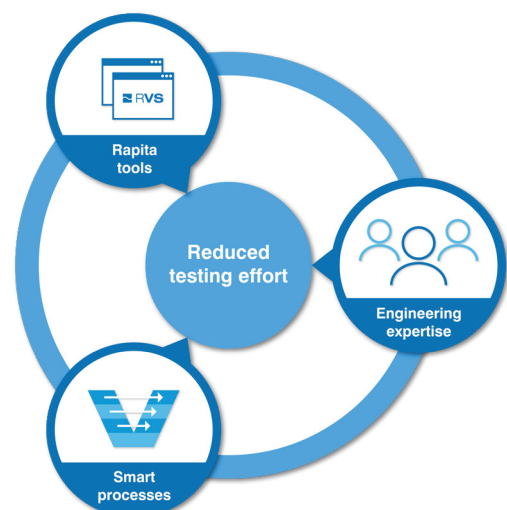 RVS
Rapita
tools
Reduced
testing effort
Engineering
expertise
Smart
processes